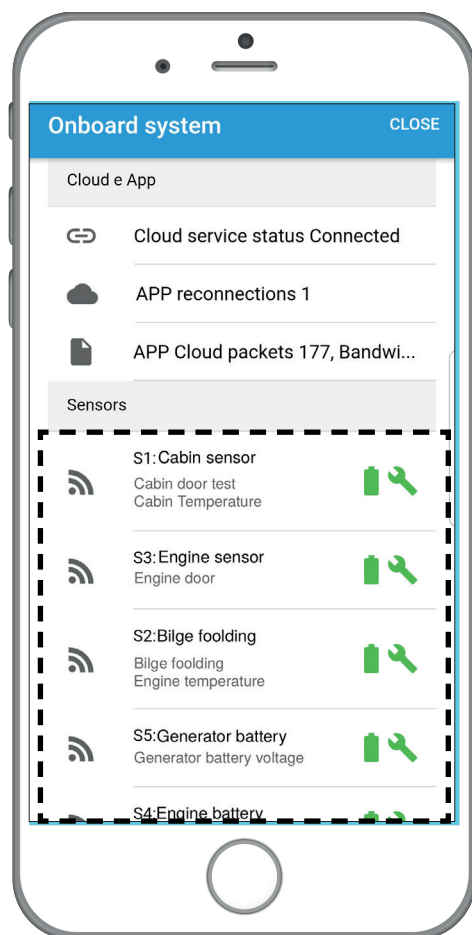 Onboard system CLOSE
Cloud e App
Cloud service status Connected
APP reconnections 1
APP Cloud packets 177, Bandwi...
Sensors
S1:Cabin sensor
Cabin door test
Cabin Temperature
S3:Engine sensor
Engine door
S2:Bilge foolding
Bilge foolding
Engine temperature
S5:Generator battery
Generator battery voltage
S4:Engine battery